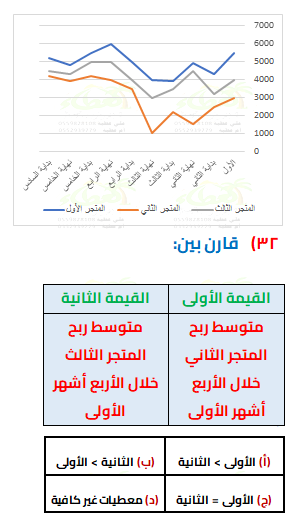 7000
6000
5000
4000
3000
2000
1000
0
الأول
بداية الثاني
نهاية الثاني
بداية الثالث
نهاية الثالث
بداية الرابع
نهاية الرابع
بداية الخامس
نهاية الخامس
بداية السادس
المتجر الثالث المتجر الثاني المتجر الأول
٣٢) قارن بين:
القيمة الأولى القيمة الثانية
متوسط ربح
المتجر الثاني
خلال الأربع
أشهر الأولى
متوسط ربح
المتجر الثالث
خلال الأربع أشهر
الأولى
(أ) الأولى > الثانية (ب) الثانية > الأولى
(ج) الأولى = الثانية (د) معطيات غير كافية